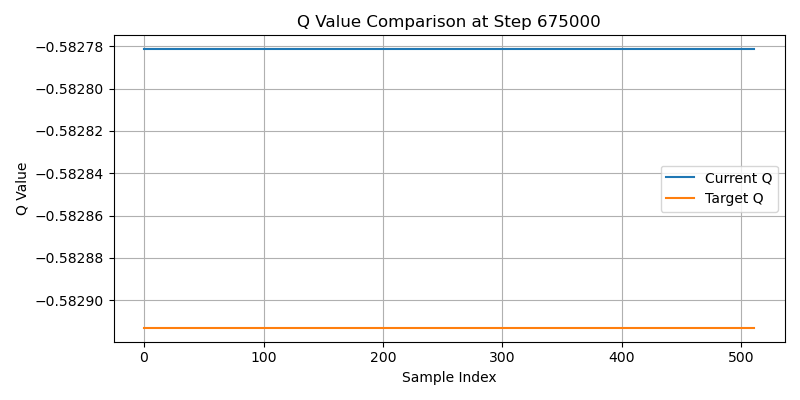 Q Value Comparison at Step 675000
−0.58278
−0.58280
−0.58282
−0.58284
−0.58286
−0.58288
−0.58290
Q Value
Current Q
Target Q
0 100 200 300 400 500
Sample Index